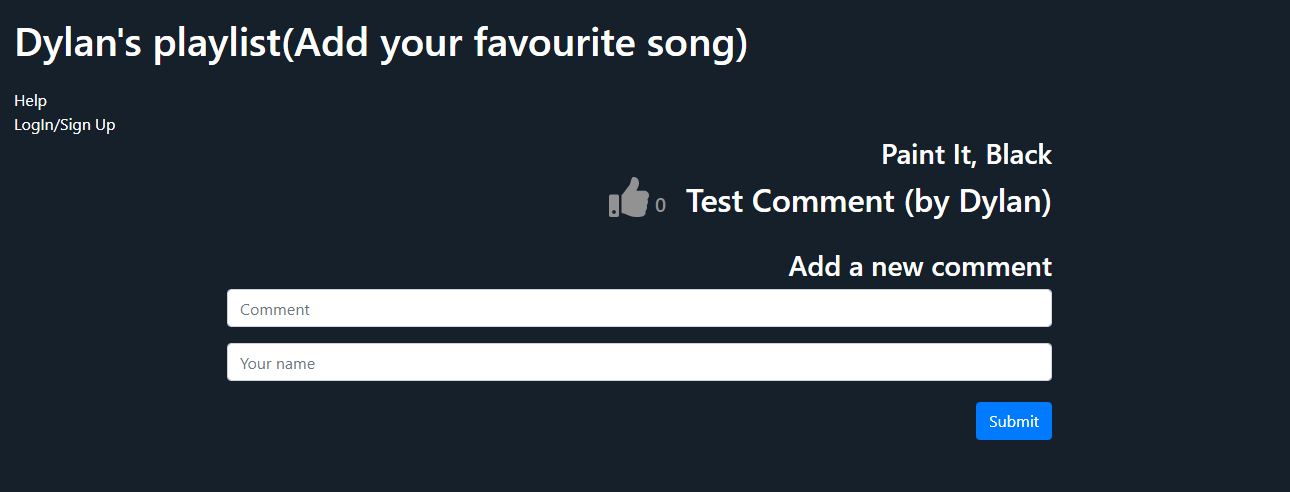 Dylan's playlist(Add your favourite song)
Help
LogIn/Sign Up
Paint It, Black
0 Test Comment (by Dylan)
Add a new comment
Comment
Your name
Submit